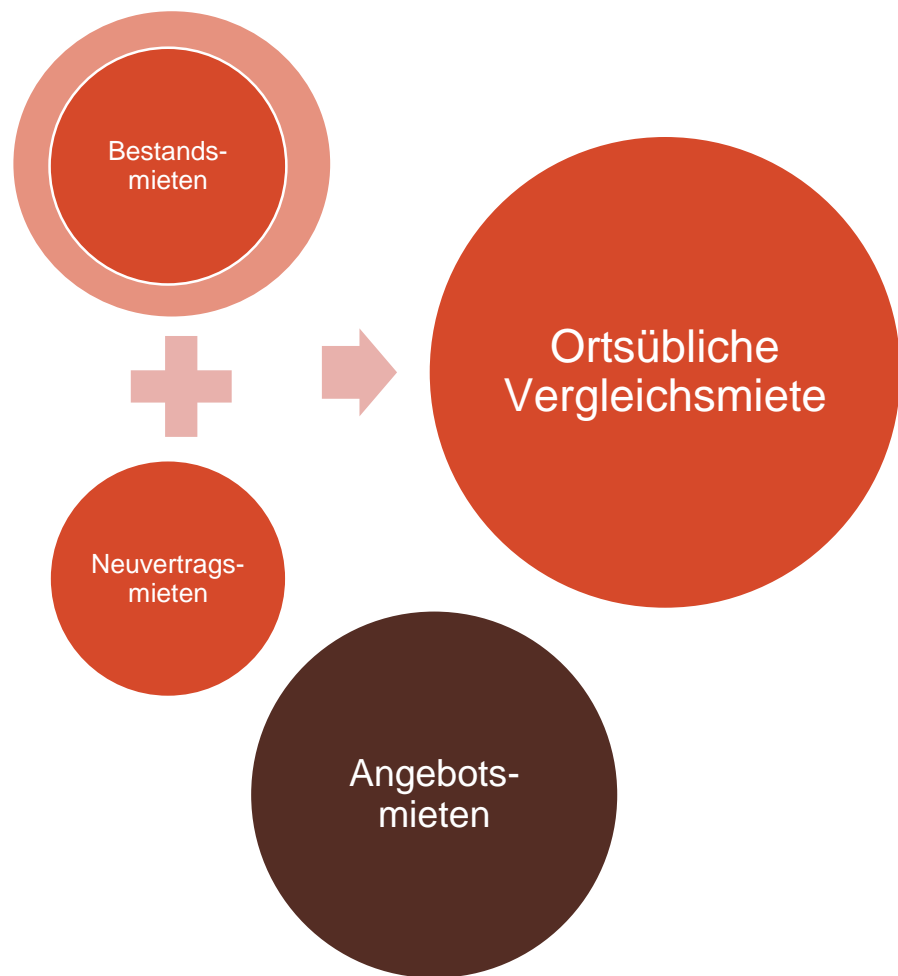 Bestands-
mieten
Ortsübliche
Vergleichsmiete
Neuvertrags-
mieten
Angebots-
mieten